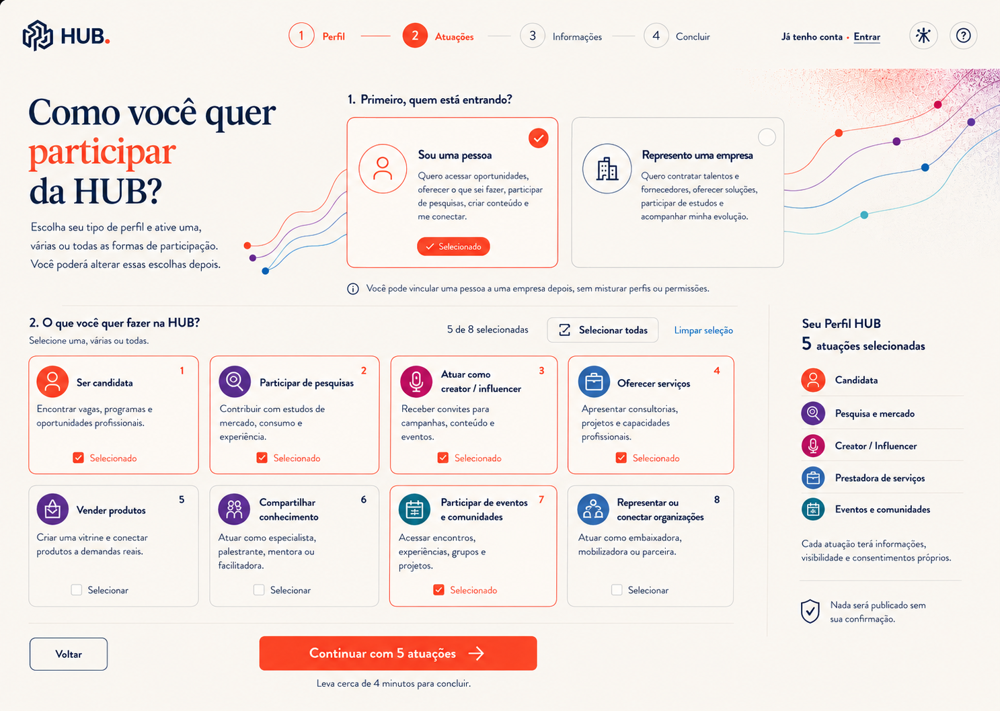 HUB.
1 Perfil
2 Atuações
3 Informações
4 Concluir
Já tenho conta • Entrar
?
Como você quer
participar
da HUB?
Escolha seu tipo de perfil e ative uma,
várias ou todas as formas de participação.
Você poderá alterar essas escolhas depois.
1. Primeiro, quem está entrando?
Sou uma pessoa
Quero acessar oportunidades,
oferecer o que sei fazer, participar
de pesquisas, criar conteúdo e
me conectar.
Selecionado
Represento uma empresa
Quero contratar talentos e
fornecedores, oferecer soluções,
participar de estudos e
acompanhar minha evolução.
Você pode vincular uma pessoa a uma empresa depois, sem misturar perfis ou permissões.
2. O que você quer fazer na HUB?
Selecione uma, várias ou todas.
5 de 8 selecionadas
Selecionar todas
Limpar seleção
1
Ser candidata
Encontrar vagas, programas e
oportunidades profissionais.
Selecionado
2
Participar de pesquisas
Contribuir com estudos de
mercado, consumo e
experiência.
Selecionado
3
Atuar como
creator / influencer
Receber convites para
campanhas, conteúdo e
eventos.
Selecionado
4
Oferecer serviços
Apresentar consultorias,
projetos e capacidades
profissionais.
Selecionado
5
Vender produtos
Criar uma vitrine e conectar
produtos a demandas reais.
Selecionar
6
Compartilhar
conhecimento
Atuar como especialista,
palestrante, mentora ou
facilitadora.
Selecionar
7
Participar de eventos
e comunidades
Acessar encontros,
experiências, grupos e
projetos.
Selecionado
8
Representar ou
conectar organizações
Atuar como embaixadora,
mobilizadora ou parceira.
Selecionar
Seu Perfil HUB
5 atuações selecionadas
Candidata
Pesquisa e mercado
Creator / Influencer
Prestadora de serviços
Eventos e comunidades
Cada atuação terá informações,
visibilidade e consentimentos próprios.
Nada será publicado sem
sua confirmação.
Voltar
Continuar com 5 atuações
Leva cerca de 4 minutos para concluir.